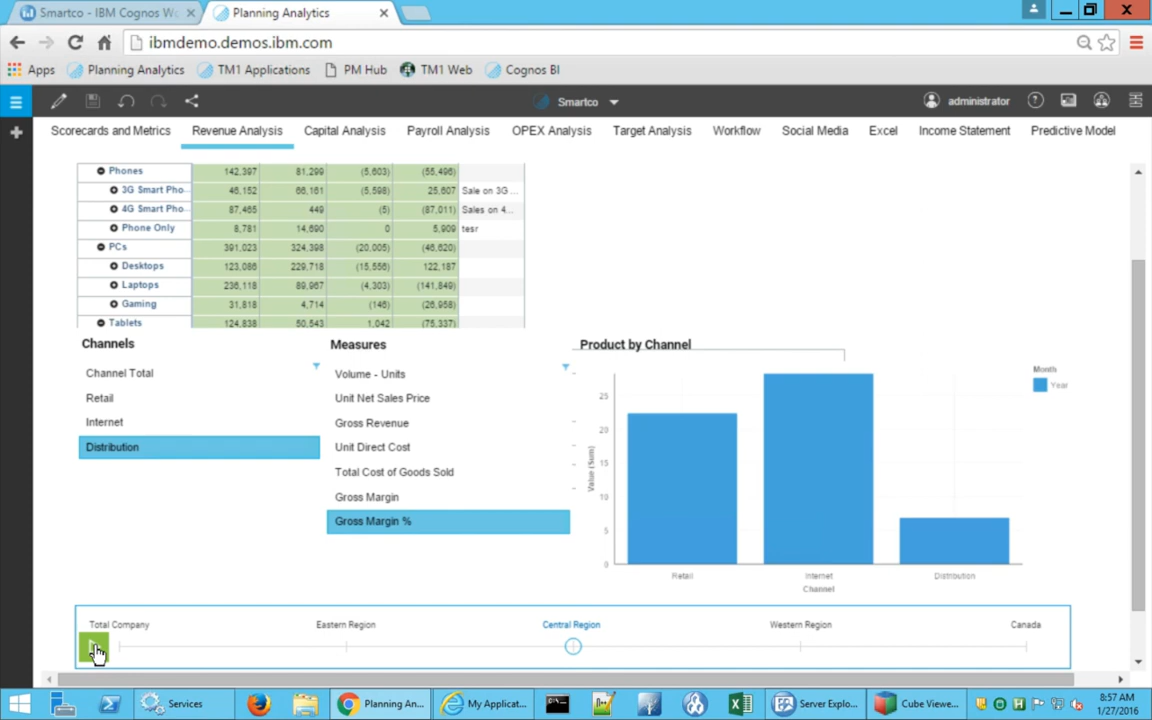 Smartco - IBM Cognos Wo
Planning Analytics
ibmdemo.demos.ibm.com
Apps Planning Analytics TM1 Applications PM Hub TM1 Web Cognos BI
Smartco administrator
Scorecards and Metrics Revenue Analysis Capital Analysis Payroll Analysis OPEX Analysis Target Analysis Workflow Social Media Excel Income Statement Predictive Model
Phones 142,397 81,299 (5,603) (55,496)
3G Smart Pho... 46,152 66,161 (5,598) 25,607 Sale on 3G ...
4G Smart Pho... 87,465 449 (5) (87,011) Sales on 4...
Phone Only 8,781 14,690 0 5,909 tesr
PCs 391,023 324,398 (20,005) (46,620)
Desktops 123,086 229,718 (15,556) 122,187
Laptops 236,118 89,967 (4,303) (141,849)
Gaming 31,818 4,714 (146) (26,958)
Tablets 124,838 50,543 1,042 (75,337)
Channels
Channel Total
Retail
Internet
Distribution
Measures
Volume - Units
Unit Net Sales Price
Gross Revenue
Unit Direct Cost
Total Cost of Goods Sold
Gross Margin
Gross Margin %
Product by Channel
Month
Year
Value (Sum)
25
20
15
10
5
0
Retail Internet Distribution
Channel
Total Company Eastern Region Central Region Western Region Canada
Services Planning An... My Applicat... Server Explo... Cube Viewe...
8:57 AM
1/27/2016